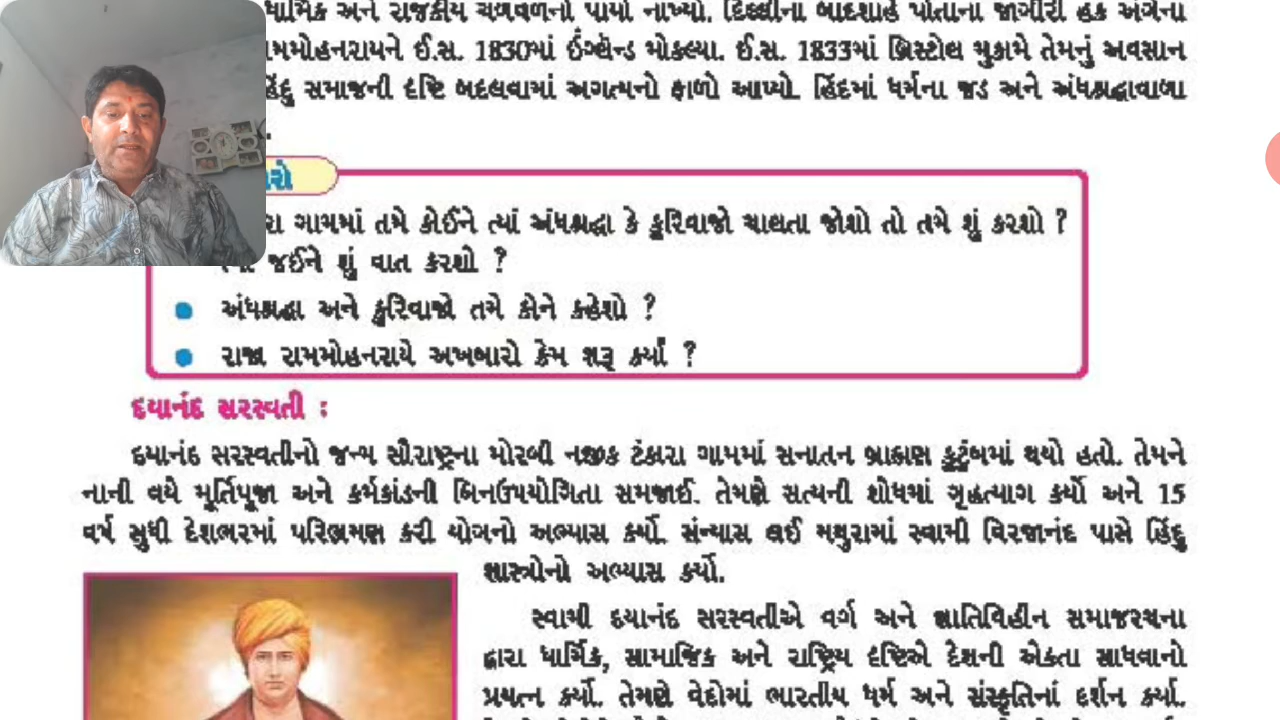 ધાર્મિક અને રાજકીય ચળવળનો પાયો નાખ્યો. દિલ્લીના બાદશાહે પોતાના જાગીરી હક અંગેના
રામમોહનરાયને ઈ.સ. 1830માં ઈંગ્લૅન્ડ મોકલ્યા. ઈ.સ. 1833માં બ્રિસ્ટોલ મુકામે તેમનું અવસાન
હિંદુ સમાજની દૃષ્ટિ બદલવામાં અગત્યનો ફાળો આપ્યો. હિંદમાં ધર્મના જડ અને અંધશ્રદ્ધાવાળા
ગામમાં તમે કોઈને ત્યાં અંધશ્રદ્ધા કે કુરિવાજો ચાલતા જોશો તો તમે શું કરશો ?
જઈને શું વાત કરશો ?
● અંધશ્રદ્ધા અને કુરિવાજો તમે કોને કહેશો ?
● રાજા રામમોહનરાયે અખબારો કેમ શરૂ કર્યાં ?
દયાનંદ સરસ્વતી :
દયાનંદ સરસ્વતીનો જન્મ સૌરાષ્ટ્રના મોરબી નજીક ટંકારા ગામમાં સનાતન બ્રાહ્મણ કુટુંબમાં થયો હતો. તેમને
નાની વયે મૂર્તિપૂજા અને કર્મકાંડની બિનઉપયોગિતા સમજાઈ. તેમણે સત્યની શોધમાં ગૃહત્યાગ કર્યો અને 15
વર્ષ સુધી દેશભરમાં પરિભ્રમણ કરી યોગનો અભ્યાસ કર્યો. સંન્યાસ લઈ મથુરામાં સ્વામી વિરજાનંદ પાસે હિંદુ
શાસ્ત્રોનો અભ્યાસ કર્યો.
સ્વામી દયાનંદ સરસ્વતીએ વર્ગ અને જ્ઞાતિવિહીન સમાજરચના
દ્વારા ધાર્મિક, સામાજિક અને રાષ્ટ્રિય દૃષ્ટિએ દેશની એકતા સાધવાનો
પ્રયત્ન કર્યો. તેમણે વેદોમાં ભારતીય ધર્મ અને સંસ્કૃતિનાં દર્શન કર્યા.